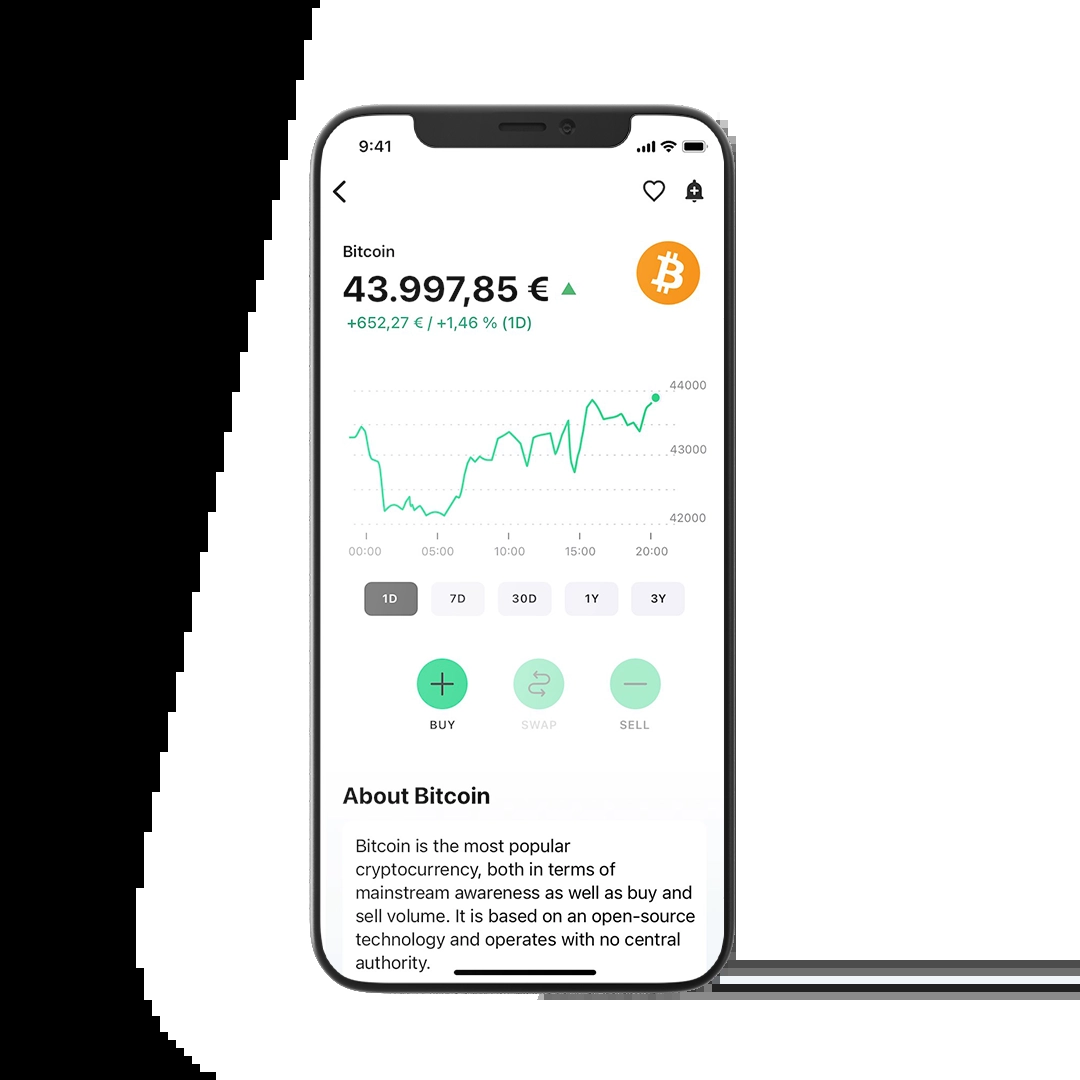 9:41
Bitcoin
43.997,85 €
+652,27 € / +1,46 % (1D)
44000
43000
42000
00:00 05:00 10:00 15:00 20:00
1D 7D 30D 1Y 3Y
BUY SWAP SELL
About Bitcoin
Bitcoin is the most popular
cryptocurrency, both in terms of
mainstream awareness as well as buy and
sell volume. It is based on an open-source
technology and operates with no central
authority.